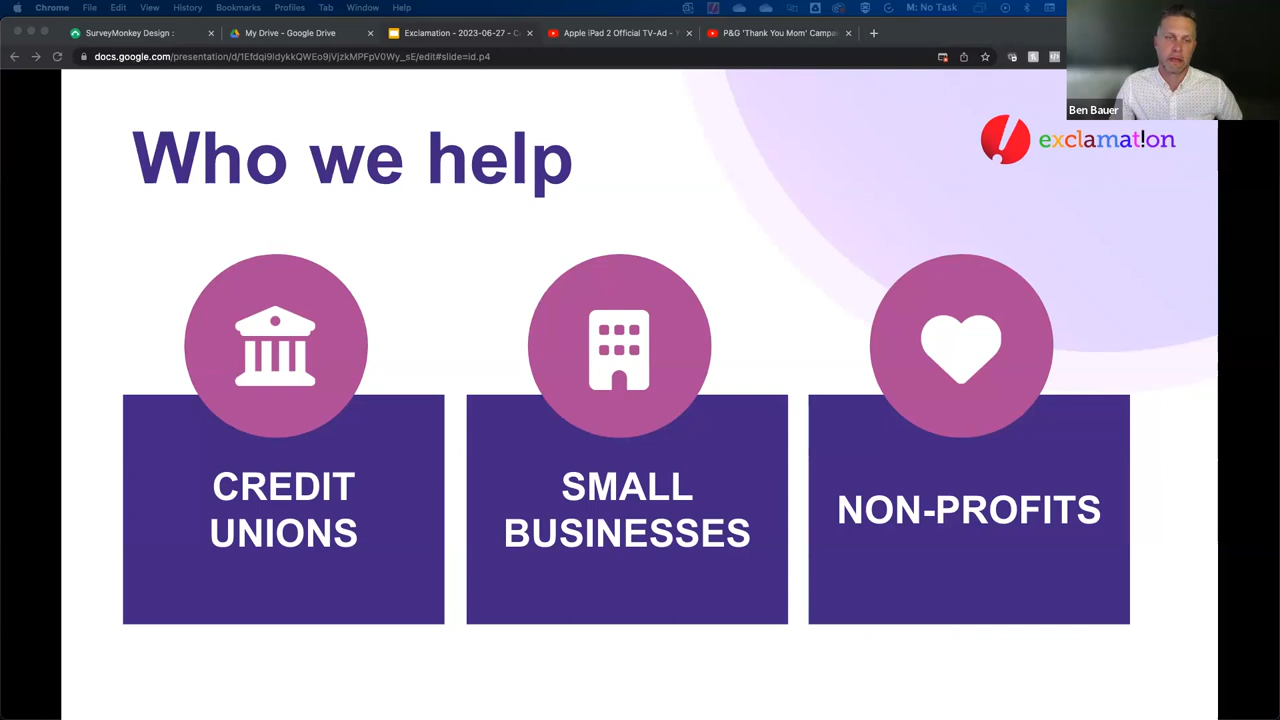 Chrome File Edit View History Bookmarks Profiles Tab Window Help M: No Task
SurveyMonkey Design : My Drive - Google Drive Exclamation - 2023-06-27 - C Apple iPad 2 Official TV-Ad - Y P&G 'Thank You Mom' Campa
docs.google.com/presentation/d/1Efdqi9IdykkQWEo9jVjzkMPFpV0Wy_sE/edit#slide=id.p4
Ben Bauer
exclamat!on
Who we help
CREDIT
UNIONS
SMALL
BUSINESSES
NON-PROFITS